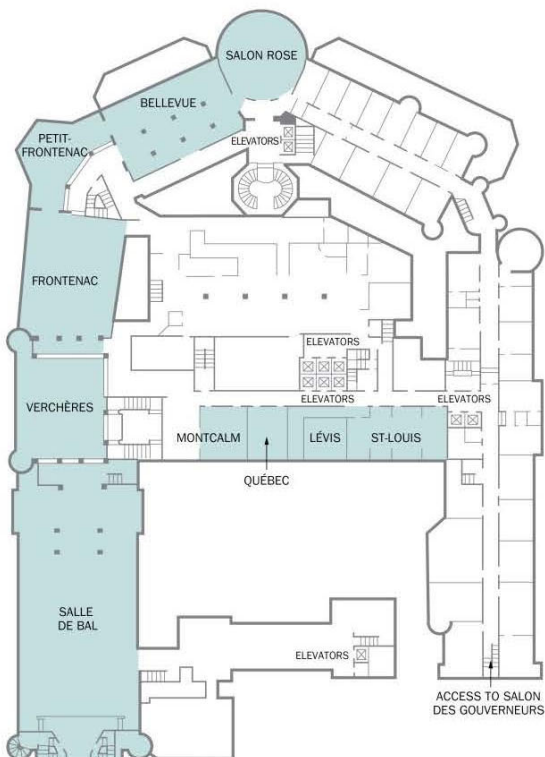 SALON ROSE
BELLEVUE
PETIT-
FRONTENAC
ELEVATORS
FRONTENAC
ELEVATORS
ELEVATORS
ELEVATORS
VERCHÈRES
MONTCALM
LÉVIS
ST-LOUIS
QUÉBEC
SALLE
DE BAL
ELEVATORS
ACCESS TO SALON
DES GOUVERNEURS